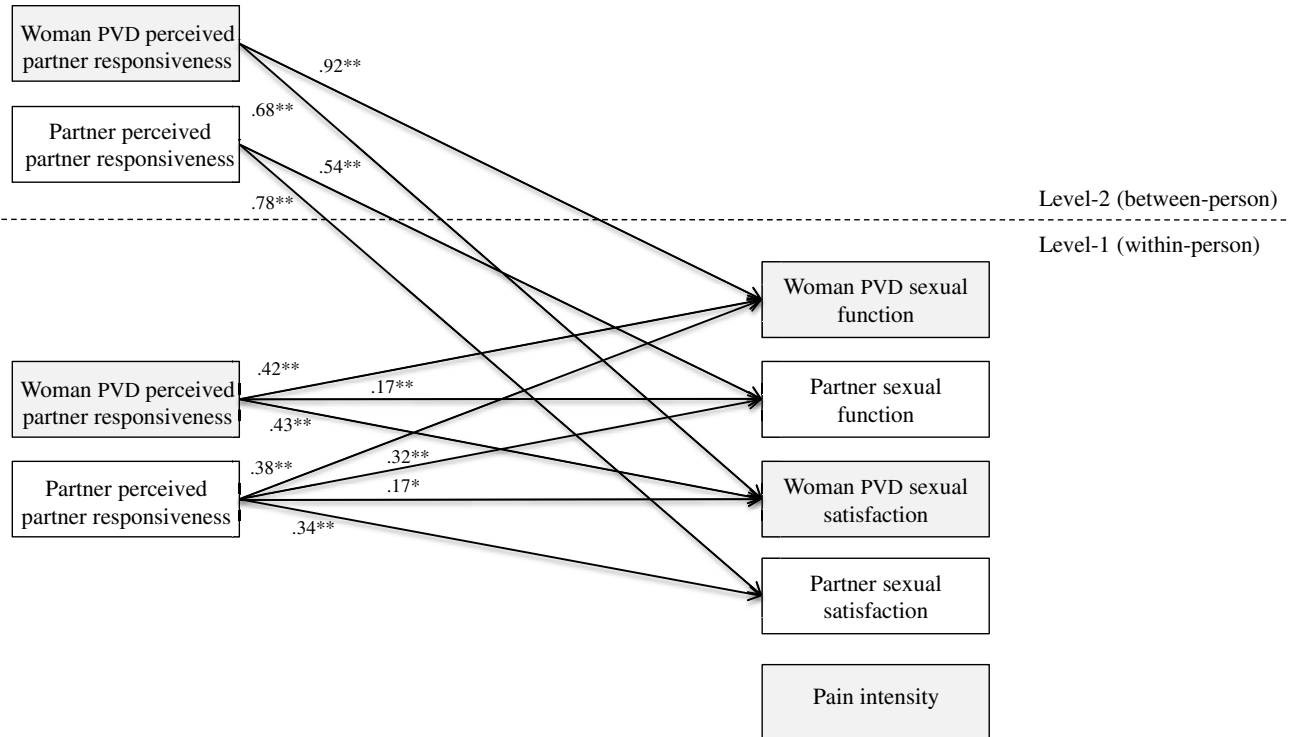 Woman PVD perceived
partner responsiveness
.92**
.68**
Partner perceived
partner responsiveness
.54**
.78**
Level-2 (between-person)
Level-1 (within-person)
Woman PVD sexual
function
Woman PVD perceived
partner responsiveness
.42**
.17**
.43**
Partner sexual
function
Partner perceived
partner responsiveness
.38**
.32**
.17*
.34**
Woman PVD sexual
satisfaction
Partner sexual
satisfaction
Pain intensity